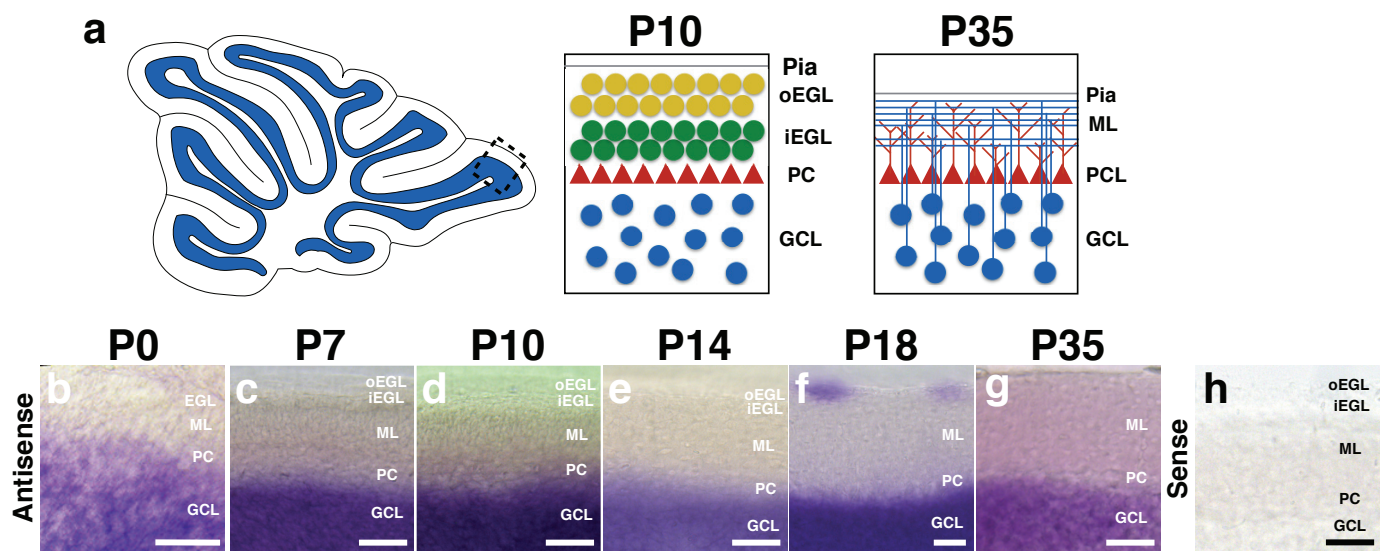 a
P10
Pia
oEGL
iEGL
PC
GCL
P35
Pia
ML
PCL
GCL
Antisense
P0
b
EGL
ML
PC
GCL
P7
c
oEGL
iEGL
ML
PC
GCL
P10
d
oEGL
iEGL
ML
PC
GCL
P14
e
oEGL
iEGL
ML
PC
GCL
P18
f
ML
PC
GCL
P35
g
ML
PC
GCL
Sense
h
oEGL
iEGL
ML
PC
GCL